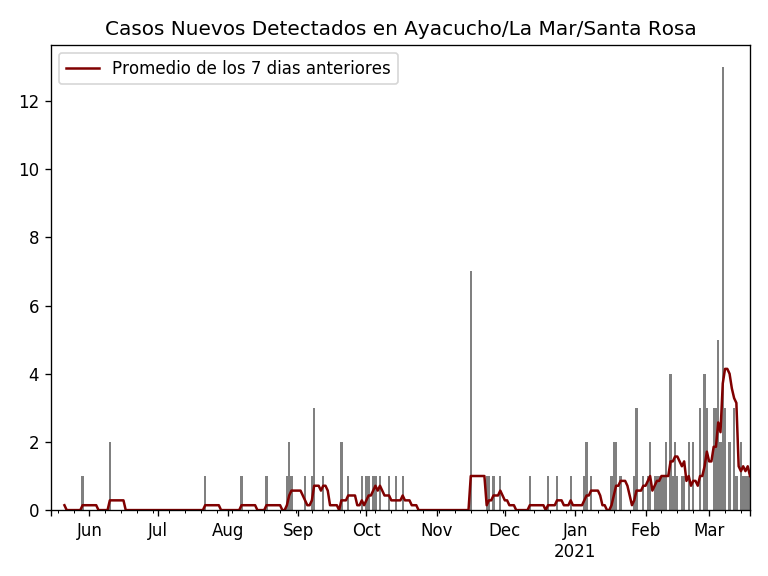 Casos Nuevos Detectados en Ayacucho/La Mar/Santa Rosa
Promedio de los 7 dias anteriores
12
10
8
6
4
2
0
Jun Jul Aug Sep Oct Nov Dec Jan Feb Mar
2021